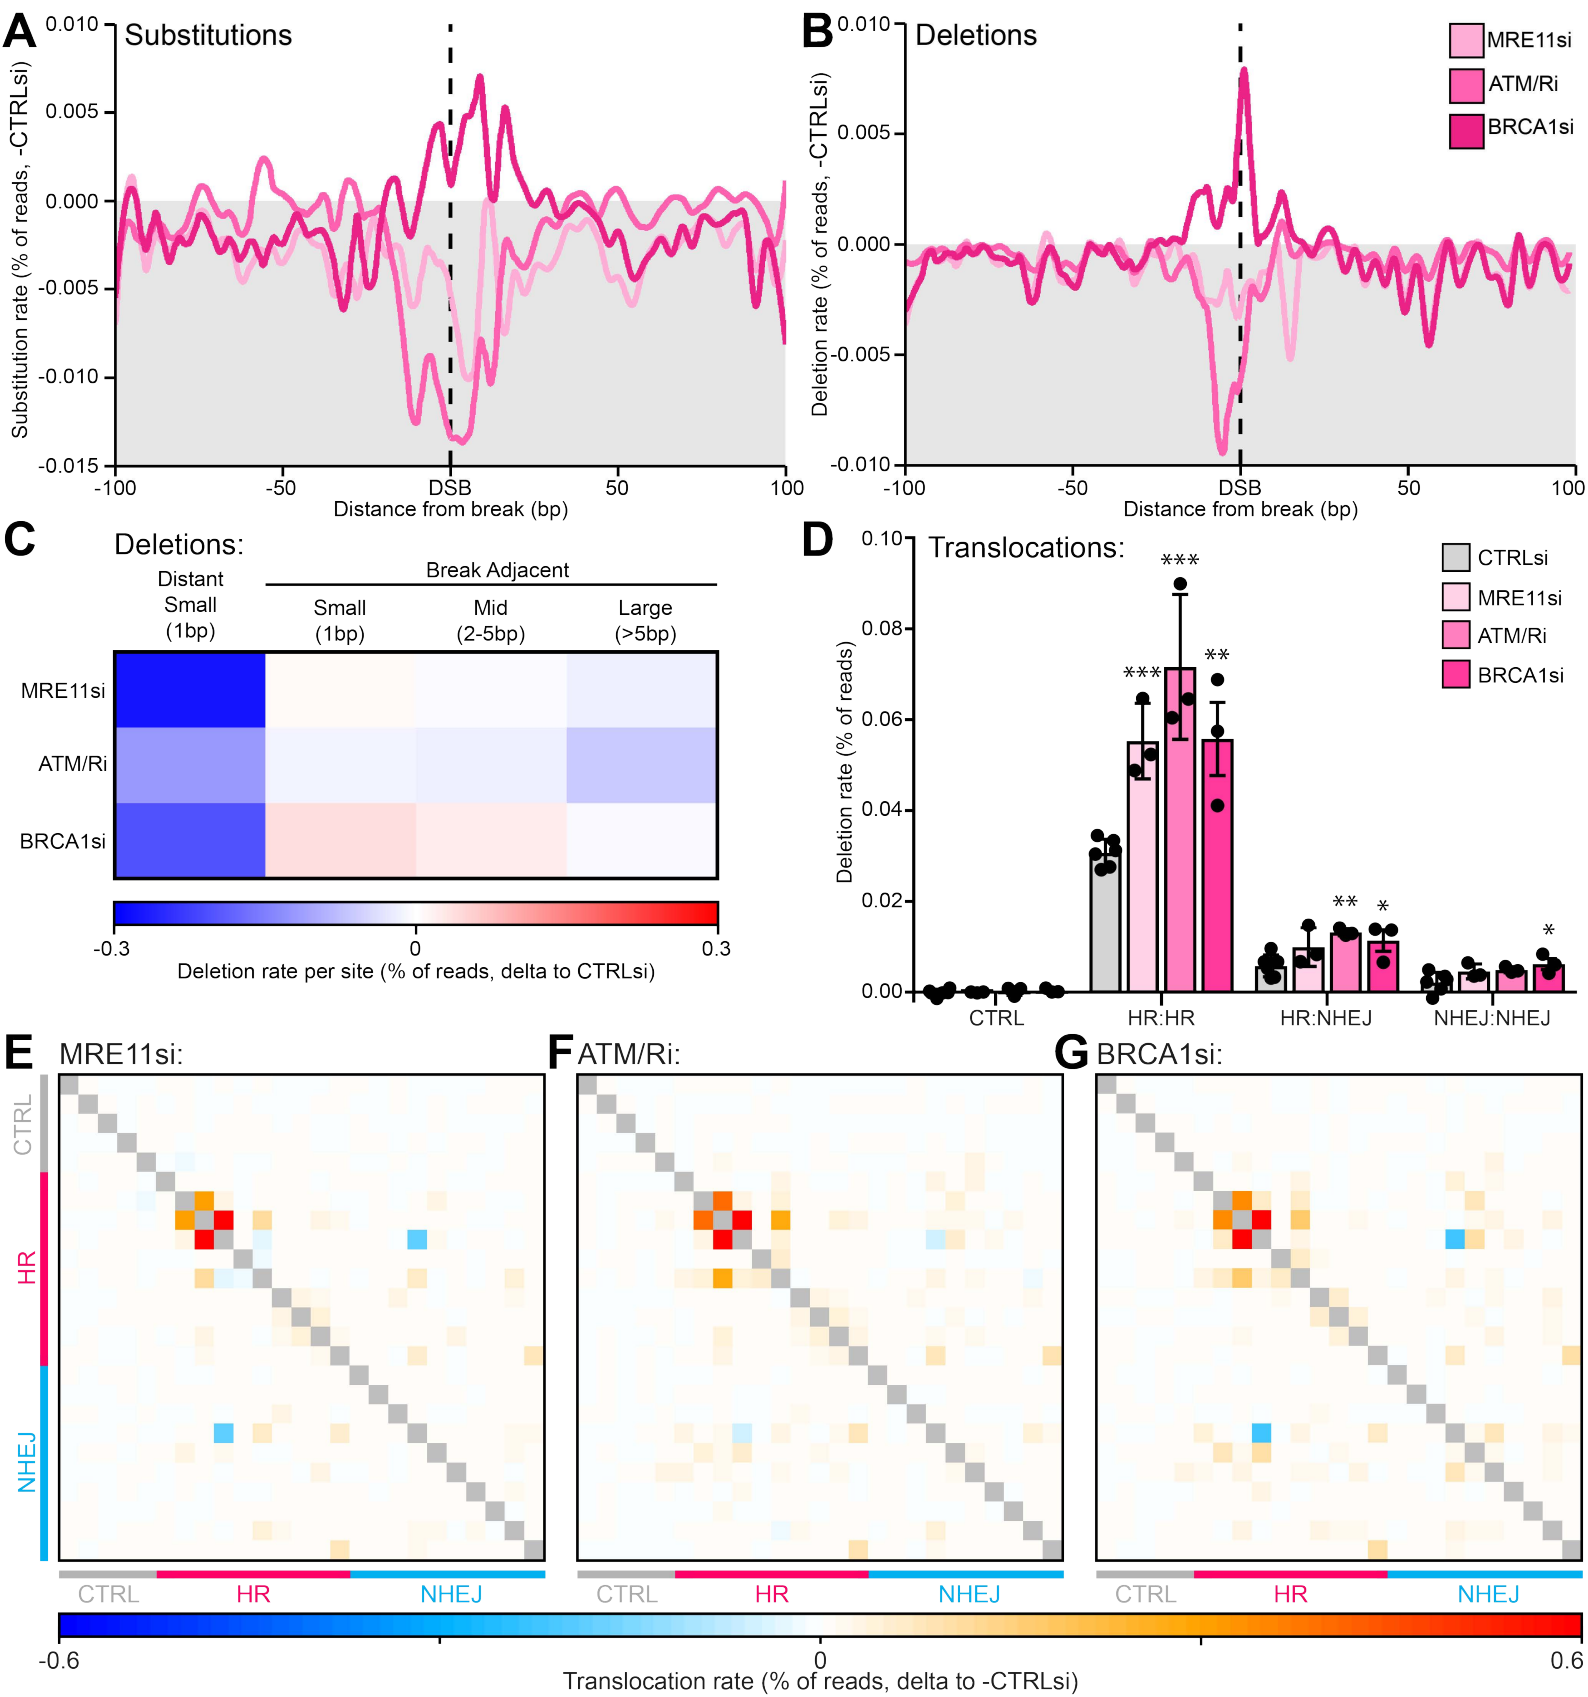 A
Substitutions
0.010
0.005
0.000
-0.005
-0.010
-0.015
Substitution rate (% of reads, -CTRLsi)
-100
-50
DSB
50
100
Distance from break (bp)
B
Deletions
0.010
0.005
0.000
-0.005
-0.010
Deletion rate (% of reads, -CTRLsi)
-100
-50
DSB
50
100
Distance from break (bp)
MRE11si
ATM/Ri
BRCA1si
C
Deletions:
Distant
Small
(1bp)
Break Adjacent
Small
(1bp)
Mid
(2-5bp)
Large
(>5bp)
MRE11si
ATM/Ri
BRCA1si
-0.3
0
0.3
Deletion rate per site (% of reads, delta to CTRLsi)
D
Translocations:
0.10
0.08
0.06
0.04
0.02
0.00
Deletion rate (% of reads)
***
***
**
**
*
*
CTRL
HR:HR
HR:NHEJ
NHEJ:NHEJ
CTRLsi
MRE11si
ATM/Ri
BRCA1si
E
MRE11si:
F
ATM/Ri:
G
BRCA1si:
CTRL
HR
NHEJ
CTRL
HR
NHEJ
CTRL
HR
NHEJ
CTRL
HR
NHEJ
-0.6
0
0.6
Translocation rate (% of reads, delta to -CTRLsi)